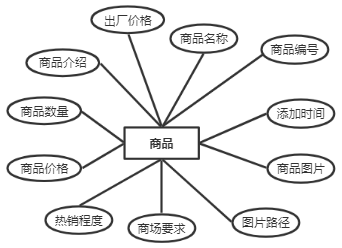 出厂价格
商品名称
商品编号
商品介绍
商品数量
添加时间
商品
商品价格
商品图片
热销程度
商场要求
图片路径